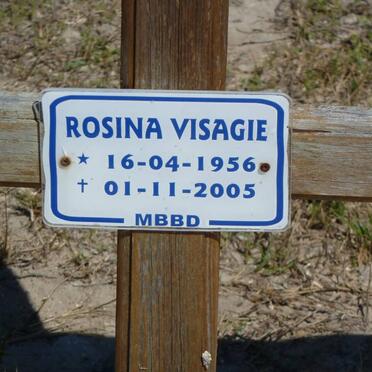 ROSINA VISAGIE
★ 16-04-1956
✝ 01-11-2005
MBBD